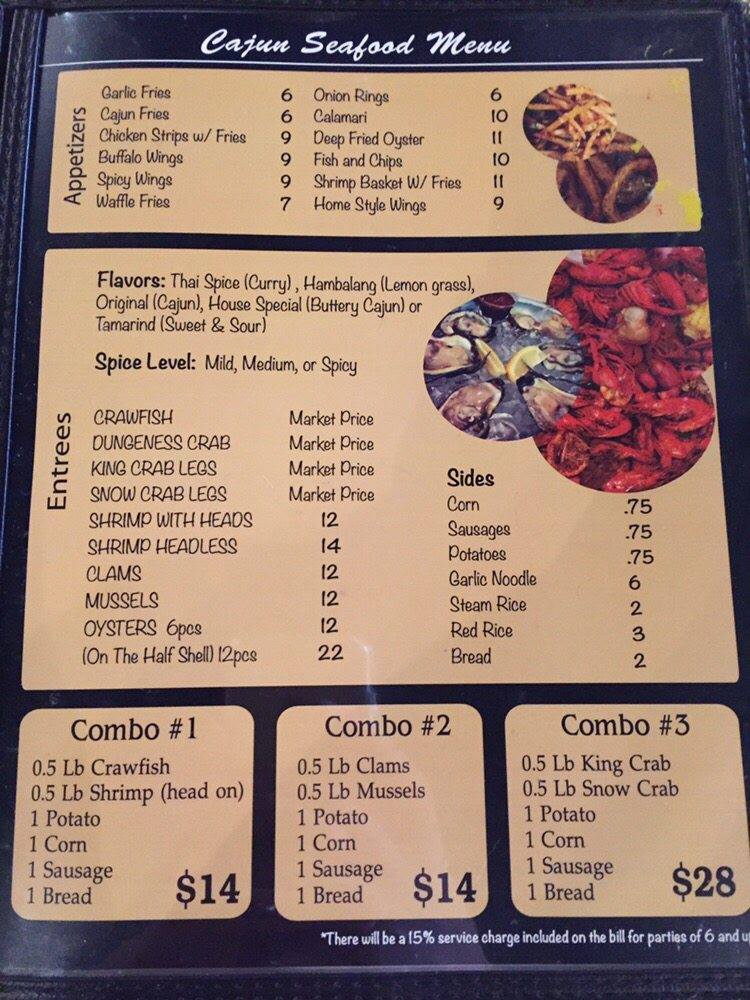 Cajun Seafood Menu
Appetizers
Garlic Fries 6 Onion Rings 6
Cajun Fries 6 Calamari 10
Chicken Strips w/ Fries 9 Deep Fried Oyster 11
Buffalo Wings 9 Fish and Chips 10
Spicy Wings 9 Shrimp Basket W/ Fries 11
Waffle Fries 7 Home Style Wings 9
Flavors: Thai Spice (Curry) , Hambalang (Lemon grass),
Original (Cajun), House Special (Buttery Cajun) or
Tamarind (Sweet & Sour)
Spice Level: Mild, Medium, or Spicy
Entrees
CRAWFISH Market Price
DUNGENESS CRAB Market Price
KING CRAB LEGS Market Price
SNOW CRAB LEGS Market Price
SHRIMP WITH HEADS 12
SHRIMP HEADLESS 14
CLAMS 12
MUSSELS 12
OYSTERS 6pcs 12
(On The Half Shell) 12pcs 22
Sides
Corn .75
Sausages .75
Potatoes .75
Garlic Noodle 6
Steam Rice 2
Red Rice 3
Bread 2
Combo #1
0.5 Lb Crawfish
0.5 Lb Shrimp (head on)
1 Potato
1 Corn
1 Sausage
1 Bread $14
Combo #2
0.5 Lb Clams
0.5 Lb Mussels
1 Potato
1 Corn
1 Sausage
1 Bread $14
Combo #3
0.5 Lb King Crab
0.5 Lb Snow Crab
1 Potato
1 Corn
1 Sausage
1 Bread $28
*There will be a 15% service charge included on the bill for parties of 6 and